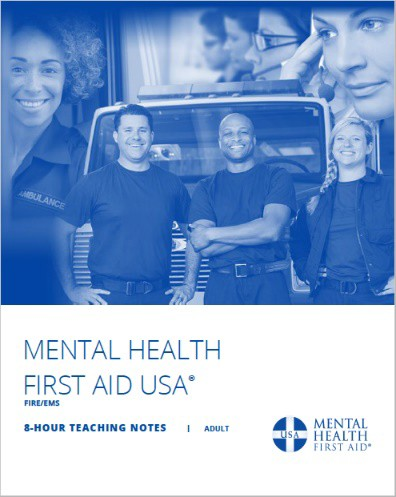 AMBULANCE
MENTAL HEALTH
FIRST AID USA®
FIRE/EMS
8-HOUR TEACHING NOTES | ADULT
USA
MENTAL
HEALTH
FIRST AID®